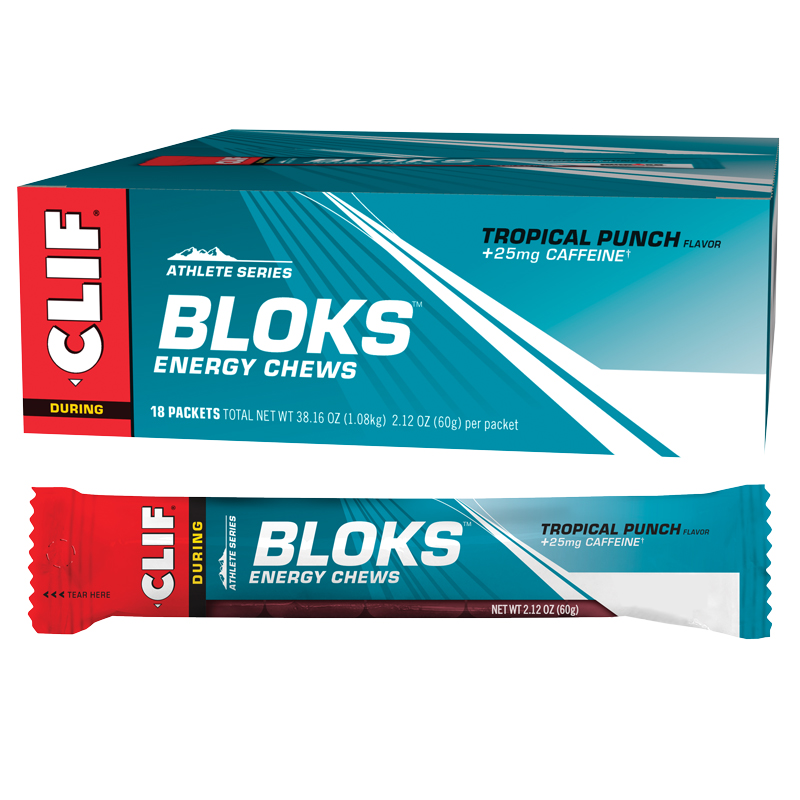 CLIF®
DURING
ATHLETE SERIES
BLOKS™
ENERGY CHEWS
TROPICAL PUNCH FLAVOR
+25mg CAFFEINE†
18 PACKETS TOTAL NET WT 38.16 OZ (1.08kg) 2.12 OZ (60g) per packet
BLOKS
<<< TEAR HERE
CLIF®
DURING
ATHLETE SERIES
BLOKS™
ENERGY CHEWS
TROPICAL PUNCH FLAVOR
+25mg CAFFEINE†
NET WT 2.12 OZ (60g)